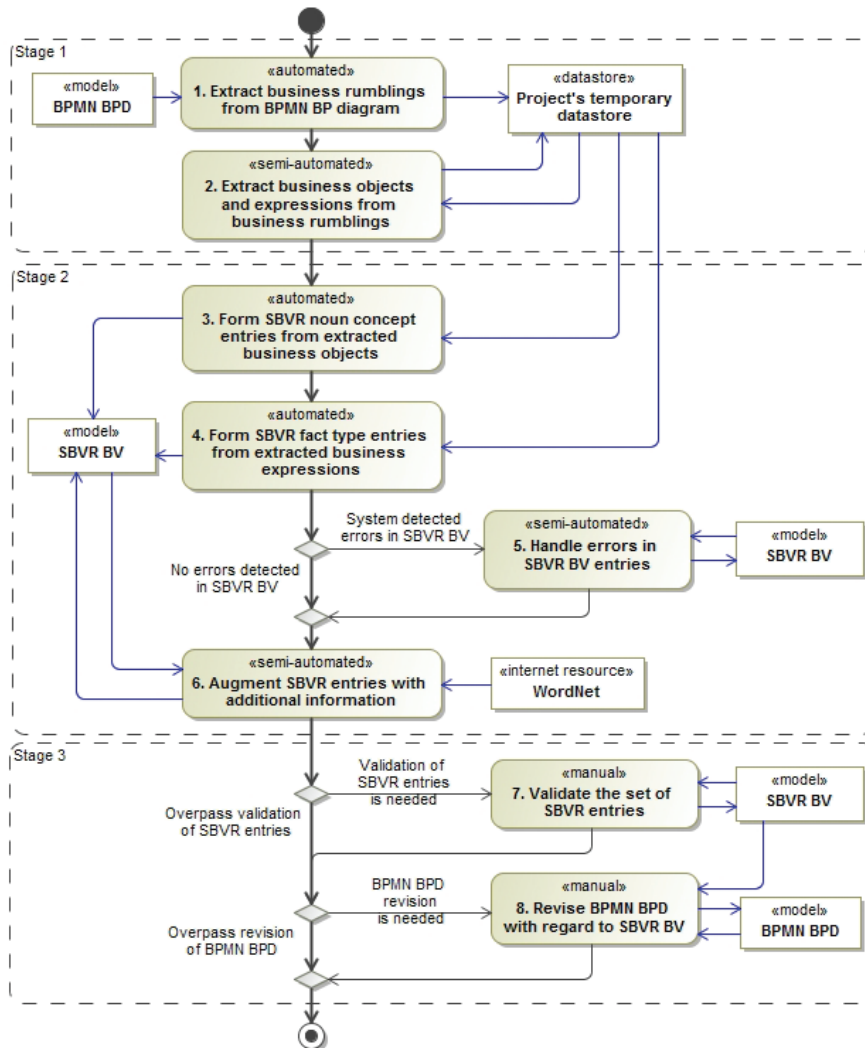 Stage 1
«automated»
1. Extract business rumblings
from BPMN BP diagram
«model»
BPMN BPD
«datastore»
Project's temporary
datastore
«semi-automated»
2. Extract business objects
and expressions from
business rumblings
Stage 2
«automated»
3. Form SBVR noun concept
entries from extracted
business objects
«automated»
4. Form SBVR fact type entries
from extracted business
expressions
«model»
SBVR BV
System detected
errors in SBVR BV
«semi-automated»
5. Handle errors in
SBVR BV entries
«model»
SBVR BV
No errors detected
in SBVR BV
«semi-automated»
6. Augment SBVR entries with
additional information
«internet resource»
WordNet
Stage 3
Validation of
SBVR entries
is needed
«manual»
7. Validate the set of
SBVR entries
«model»
SBVR BV
Overpass validation
of SBVR entries
BPMN BPD
revision
is needed
«manual»
8. Revise BPMN BPD
with regard to SBVR BV
«model»
BPMN BPD
Overpass revision
of BPMN BPD